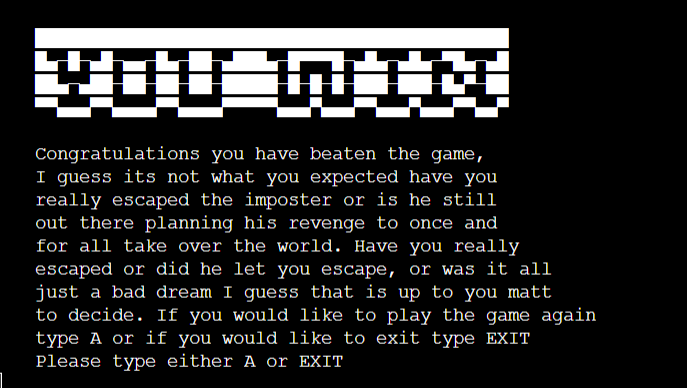 YOU WIN
Congratulations you have beaten the game,
I guess its not what you expected have you
really escaped the imposter or is he still
out there planning his revenge to once and
for all take over the world. Have you really
escaped or did he let you escape, or was it all
just a bad dream I guess that is up to you matt
to decide. If you would like to play the game again
type A or if you would like to exit type EXIT
Please type either A or EXIT